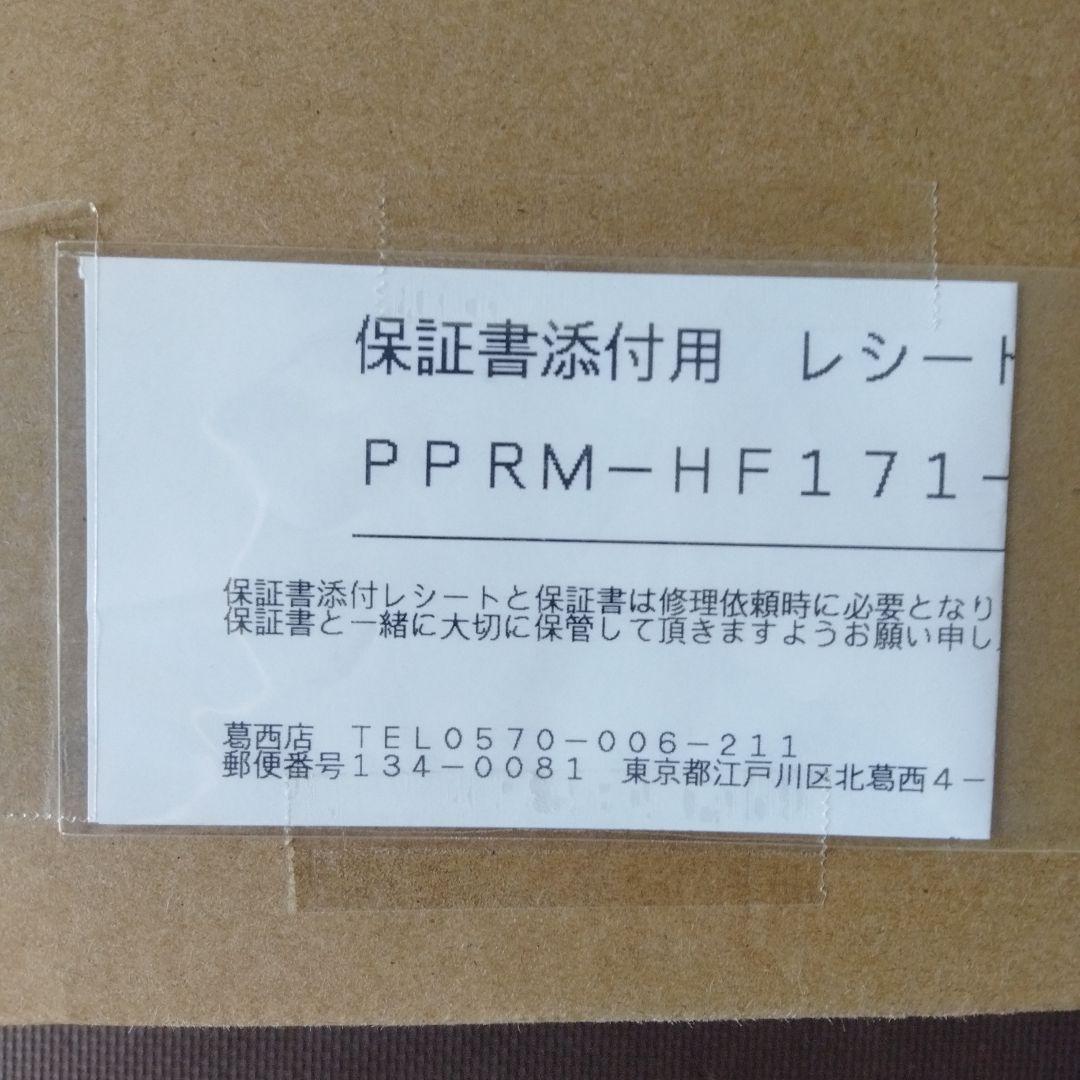 保証書添付用　レシート
ＰＰＲＭ－ＨＦ１７１－
保証書添付レシートと保証書は修理依頼時に必要となり
保証書と一緒に大切に保管して頂きますようお願い申し
葛西店　ＴＥＬ０５７０－００６－２１１
郵便番号１３４－００８１　東京都江戸川区北葛西４－